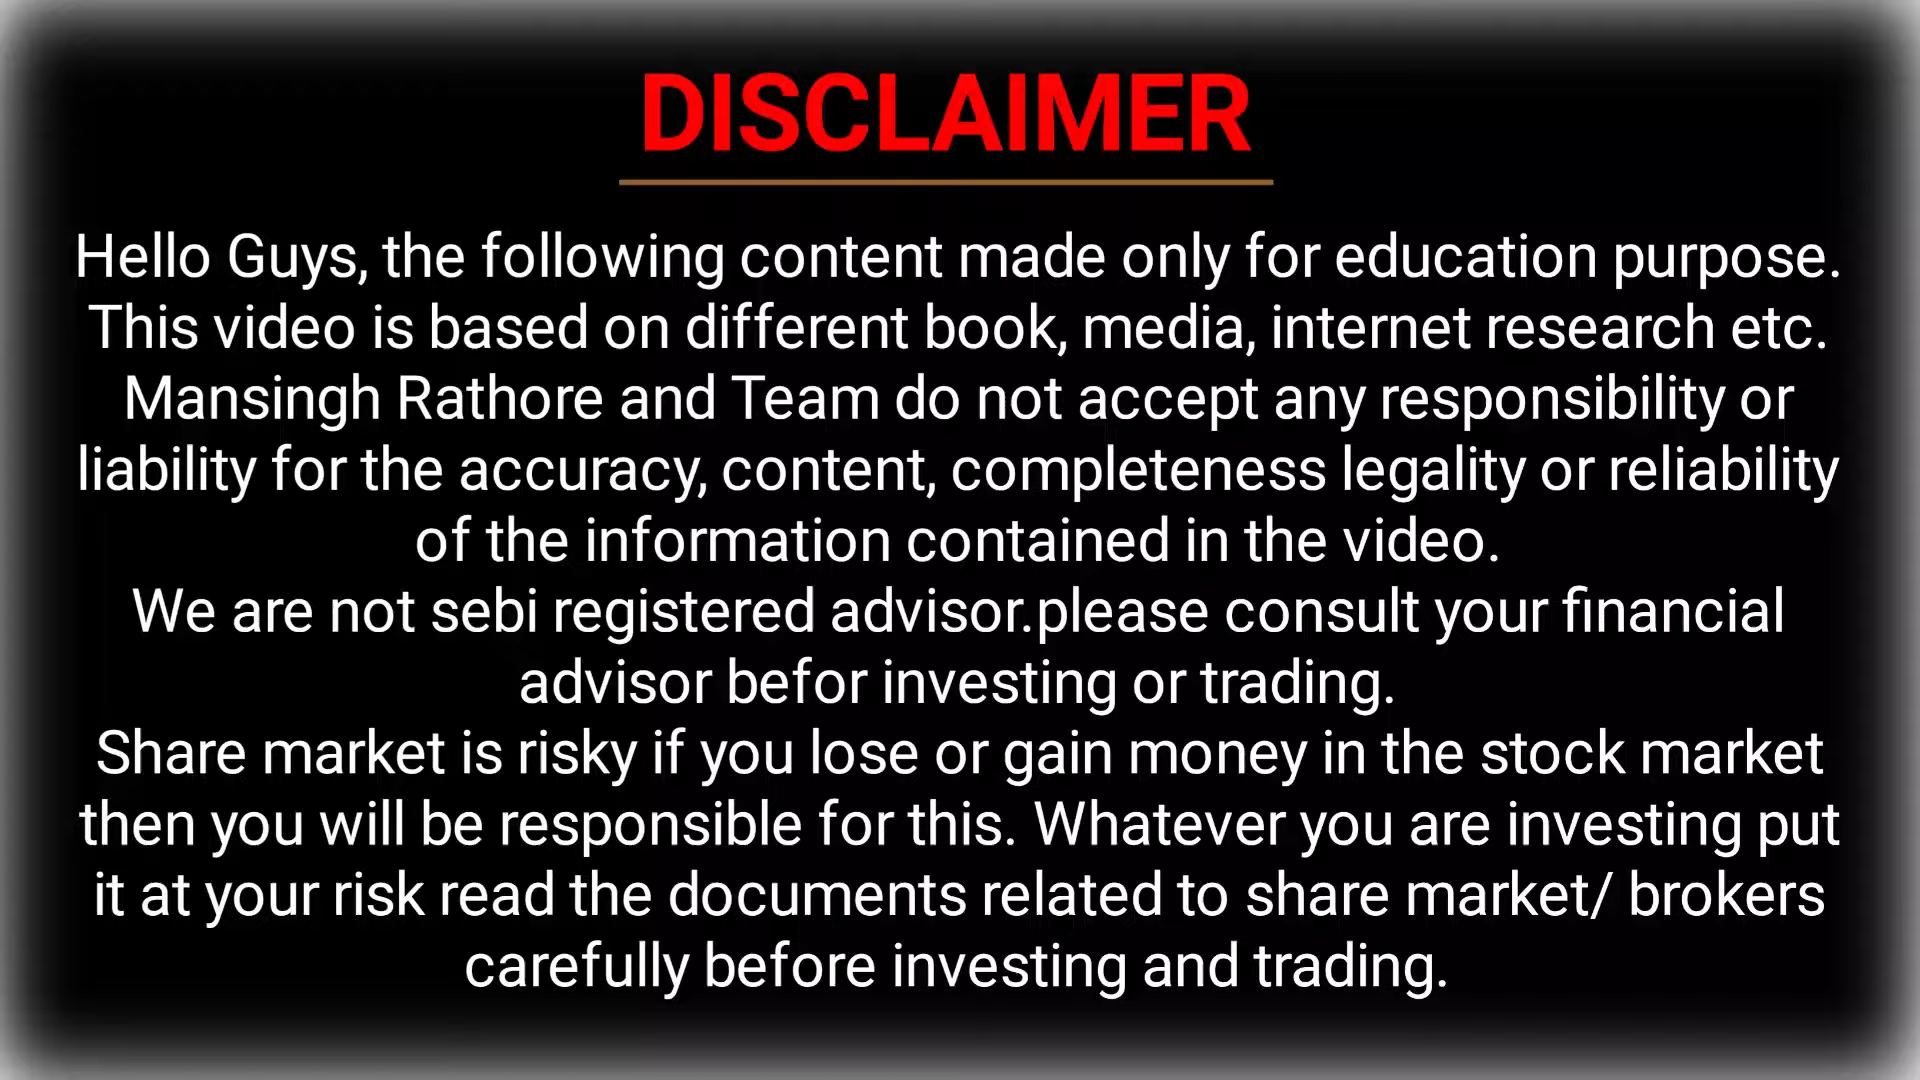 DISCLAIMER
Hello Guys, the following content made only for education purpose.
This video is based on different book, media, internet research etc.
Mansingh Rathore and Team do not accept any responsibility or
liability for the accuracy, content, completeness legality or reliability
of the information contained in the video.
We are not sebi registered advisor.please consult your financial
advisor befor investing or trading.
Share market is risky if you lose or gain money in the stock market
then you will be responsible for this. Whatever you are investing put
it at your risk read the documents related to share market/ brokers
carefully before investing and trading.